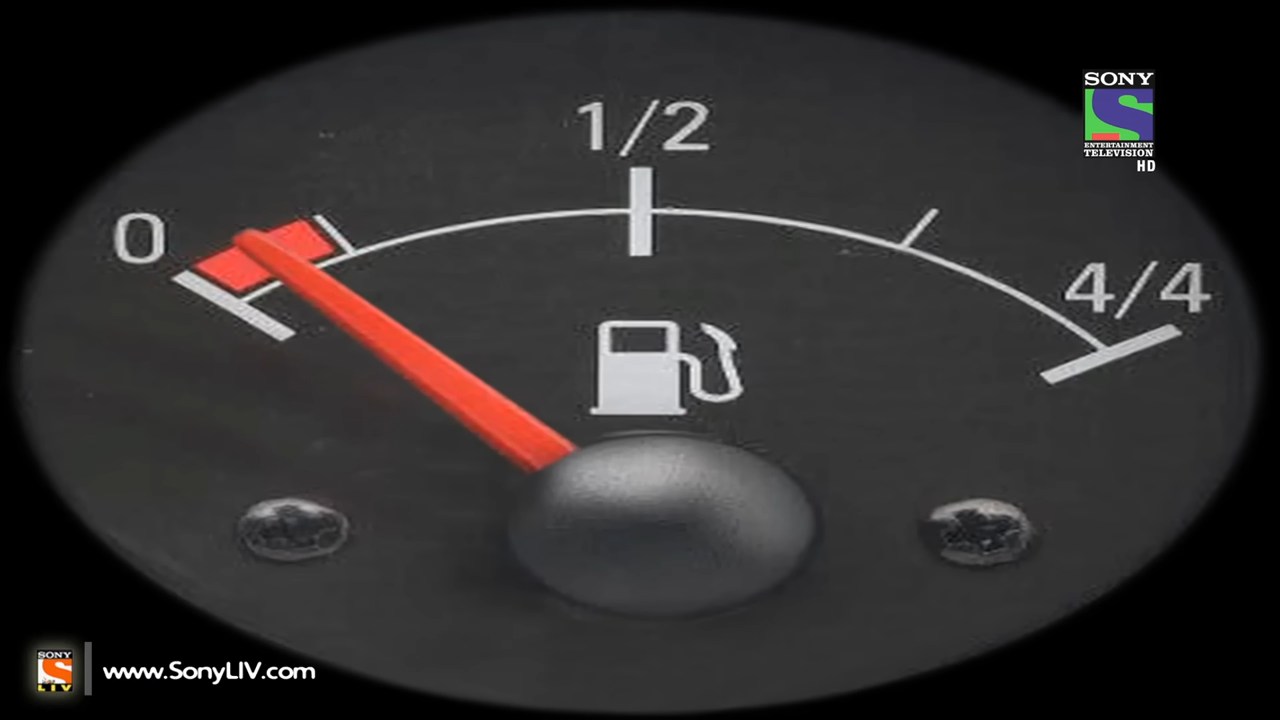 SONY
ENTERTAINMENT
TELEVISION
HD
1/2
0
4/4
SONY
LIV
www.SonyLIV.com